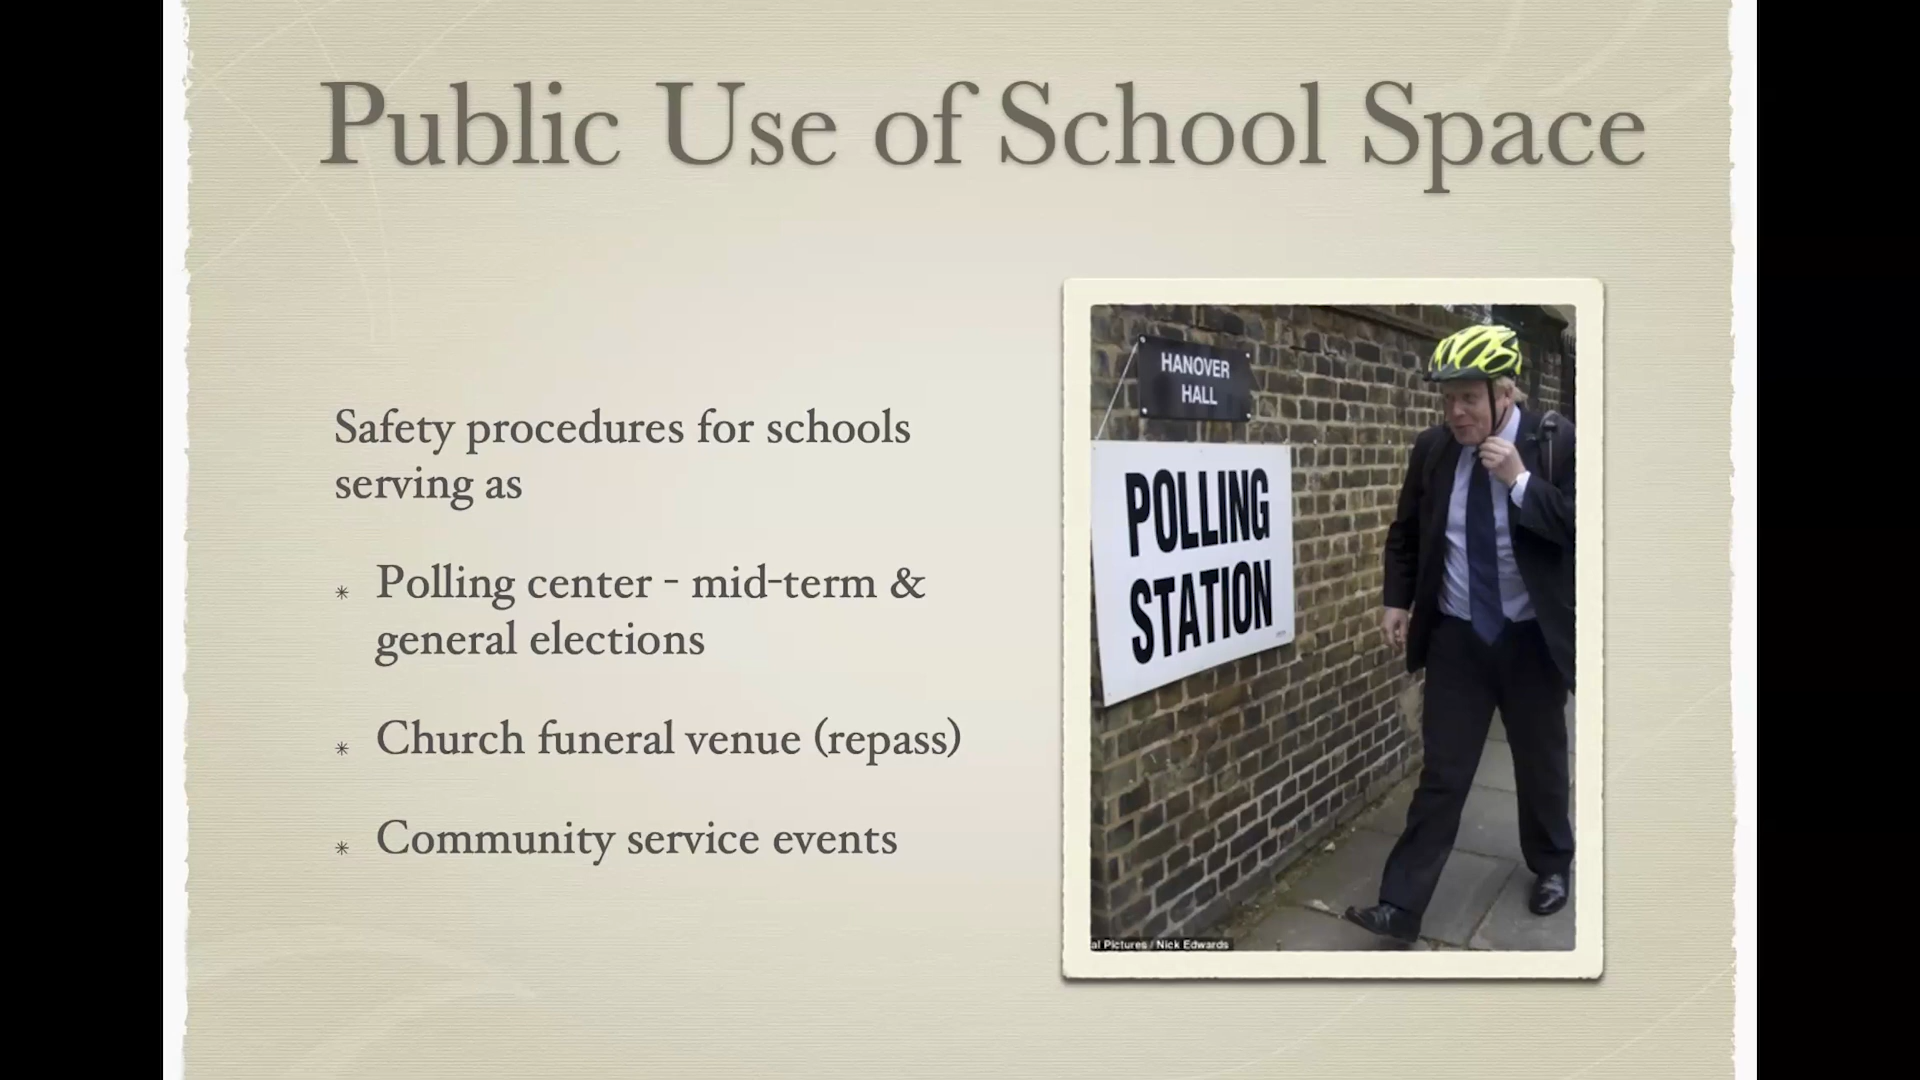 Public Use of School Space
Safety procedures for schools
serving as
* Polling center - mid-term &
general elections
* Church funeral venue (repass)
* Community service events
HANOVER
HALL
POLLING
STATION
al Pictures / Nick Edwards